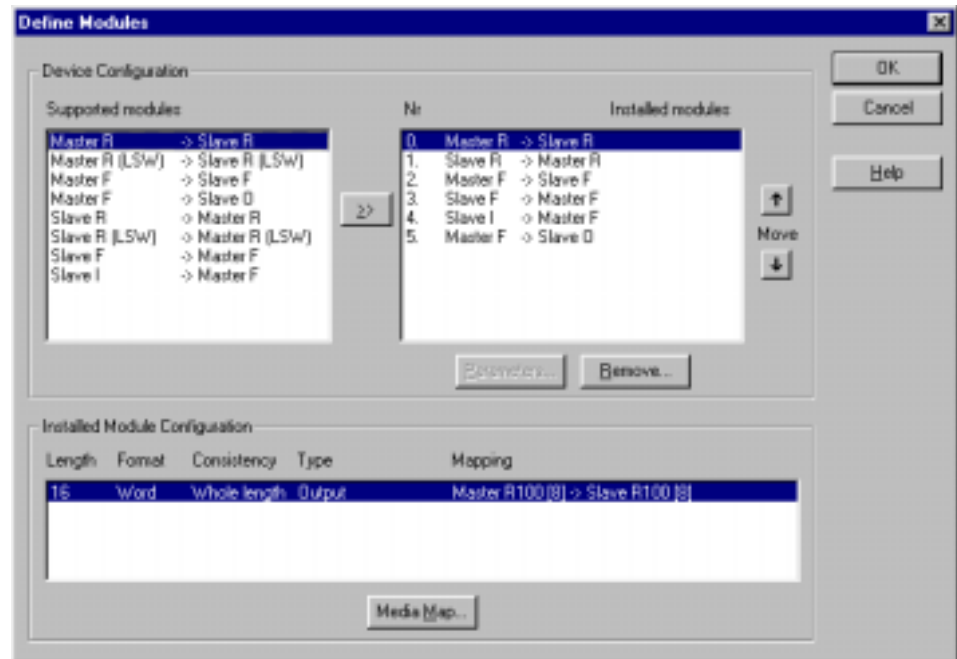 Define Modules
Device Configuration
OK
Supported modules
Nr
Installed modules
Cancel
Master R -> Slave R
Master R (LSW) -> Slave R (LSW)
Master F -> Slave F
Master F -> Slave O
Slave R -> Master R
Slave R (LSW) -> Master R (LSW)
Slave F -> Master F
Slave I -> Master F
>>
0. Master R -> Slave R
1. Slave R -> Master R
2. Master F -> Slave F
3. Slave F -> Master F
4. Slave I -> Master F
5. Master F -> Slave O
Help
Move
Parameters...
Remove...
Installed Module Configuration
Length Format Consistency Type Mapping
16 Word Whole length Output Master R100 [8] -> Slave R100 [8]
Media Map...